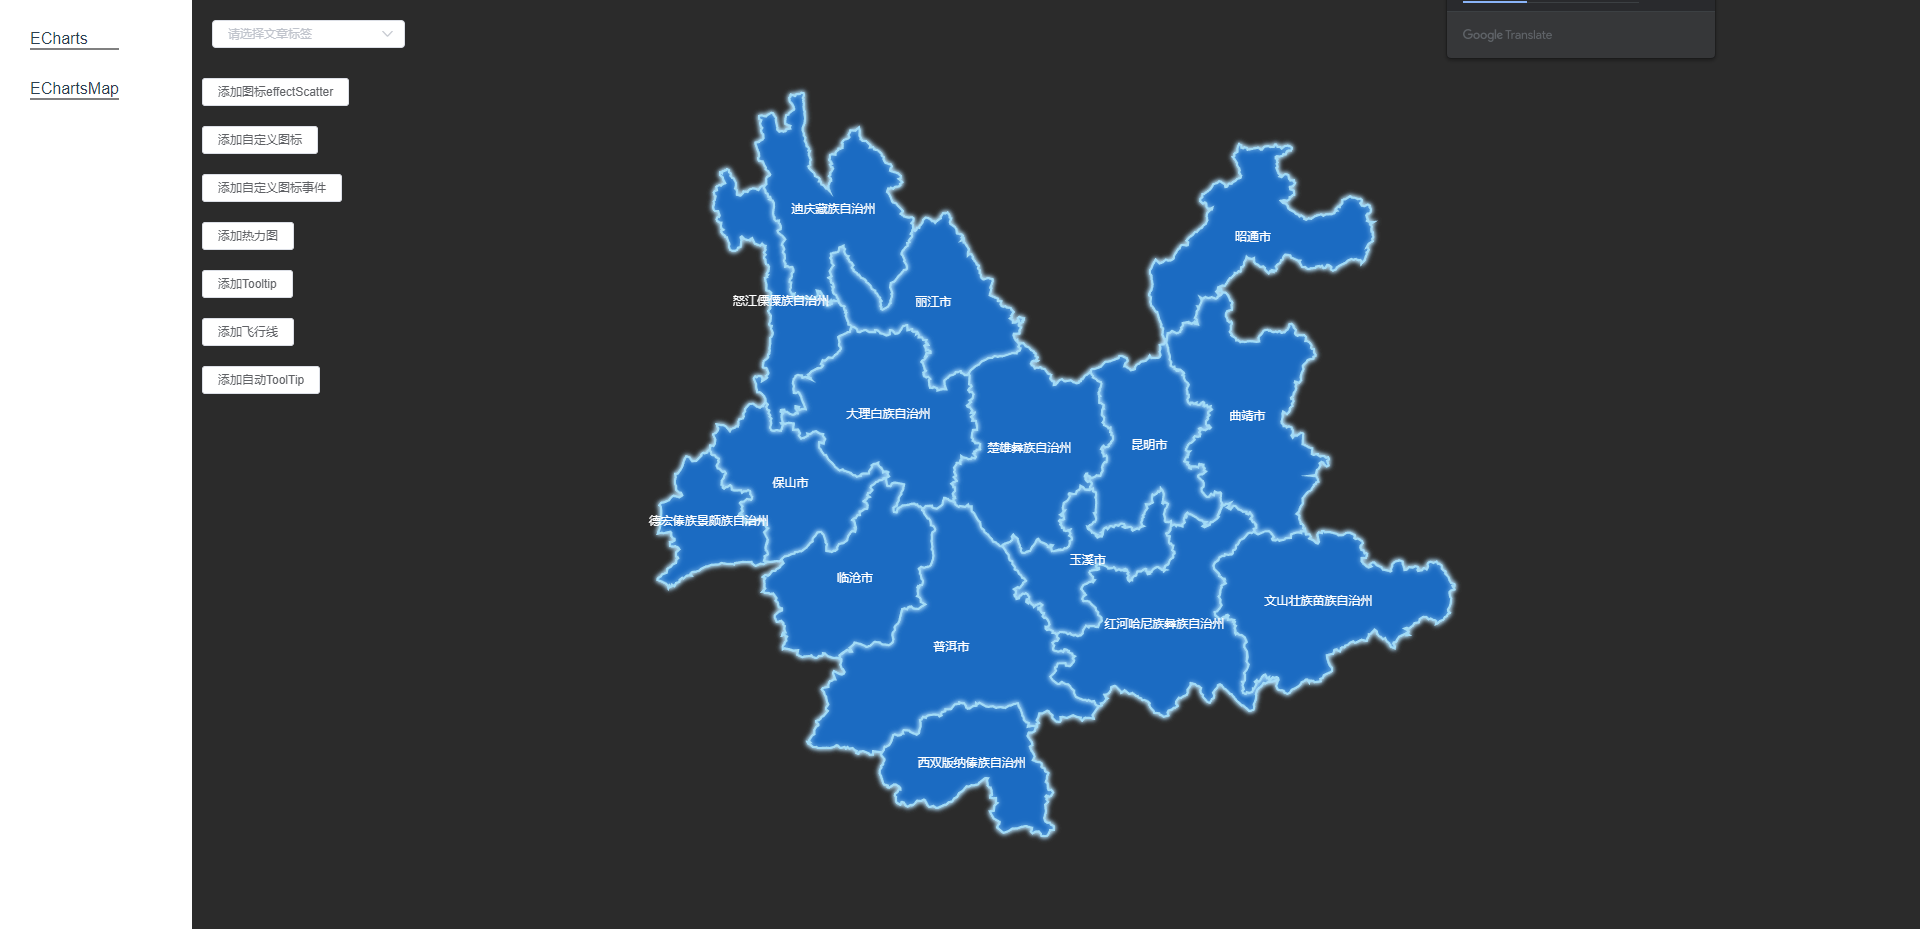 ECharts
EChartsMap
请选择文章标签
Google Translate
添加图标effectScatter
添加自定义图标
添加自定义图标事件
添加热力图
添加Tooltip
添加飞行线
添加自动ToolTip
迪庆藏族自治州
昭通市
怒江傈僳族自治州
丽江市
大理白族自治州
曲靖市
楚雄彝族自治州
昆明市
保山市
德宏傣族景颇族自治州
玉溪市
临沧市
文山壮族苗族自治州
红河哈尼族彝族自治州
普洱市
西双版纳傣族自治州